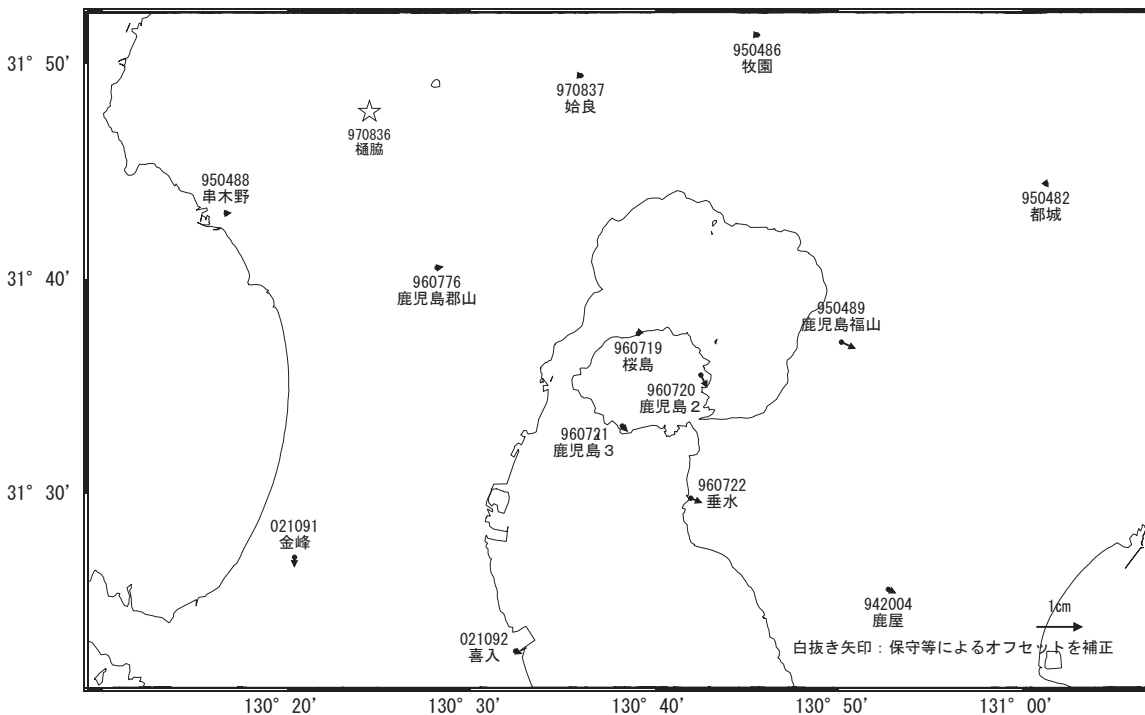 31° 50′
31° 40′
31° 30′
950486
牧園
970837
姶良
970836
樋脇
950488
串木野
950482
都城
960776
鹿児島郡山
950489
鹿児島福山
960719
桜島
960720
鹿児島2
960721
鹿児島3
960722
垂水
021091
金峰
942004
鹿屋
1cm
021092
喜入
白抜き矢印：保守等によるオフセットを補正
130° 20′
130° 30′
130° 40′
130° 50′
131° 00′